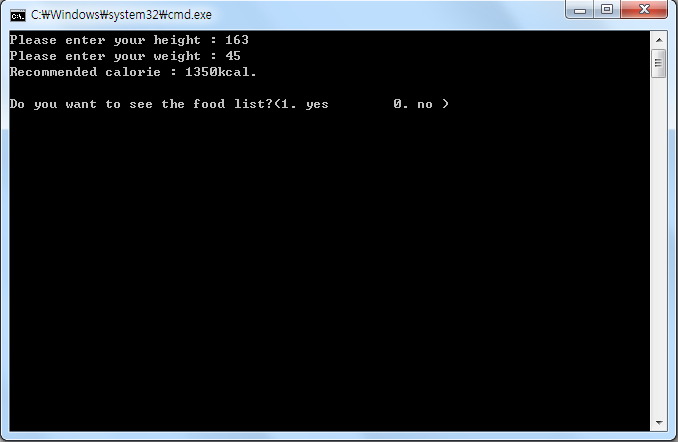 C:₩Windows₩system32₩cmd.exe
Please enter your height : 163
Please enter your weight : 45
Recommended calorie : 1350kcal.
Do you want to see the food list?(1. yes        0. no )